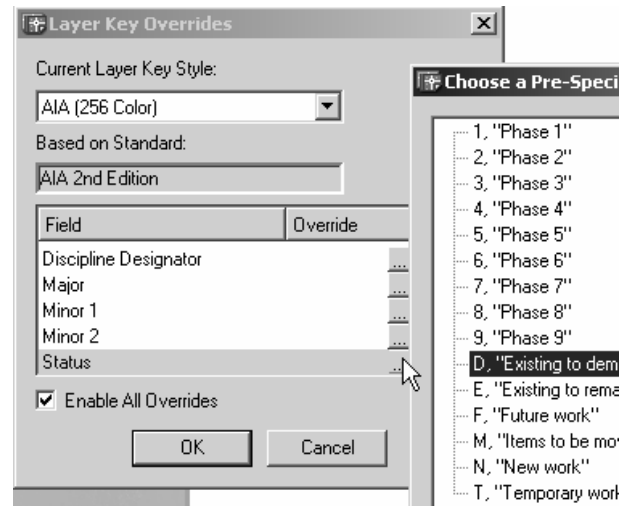 Layer Key Overrides
Current Layer Key Style:
AIA (256 Color)
Based on Standard:
AIA 2nd Edition
Field Override
Discipline Designator ...
Major ...
Minor 1 ...
Minor 2 ...
Status ...
Enable All Overrides
OK Cancel
Choose a Pre-Speci
1, "Phase 1"
2, "Phase 2"
3, "Phase 3"
4, "Phase 4"
5, "Phase 5"
6, "Phase 6"
7, "Phase 7"
8, "Phase 8"
9, "Phase 9"
D, "Existing to dem
E, "Existing to rema
F, "Future work"
M, "Items to be mo
N, "New work"
T, "Temporary work